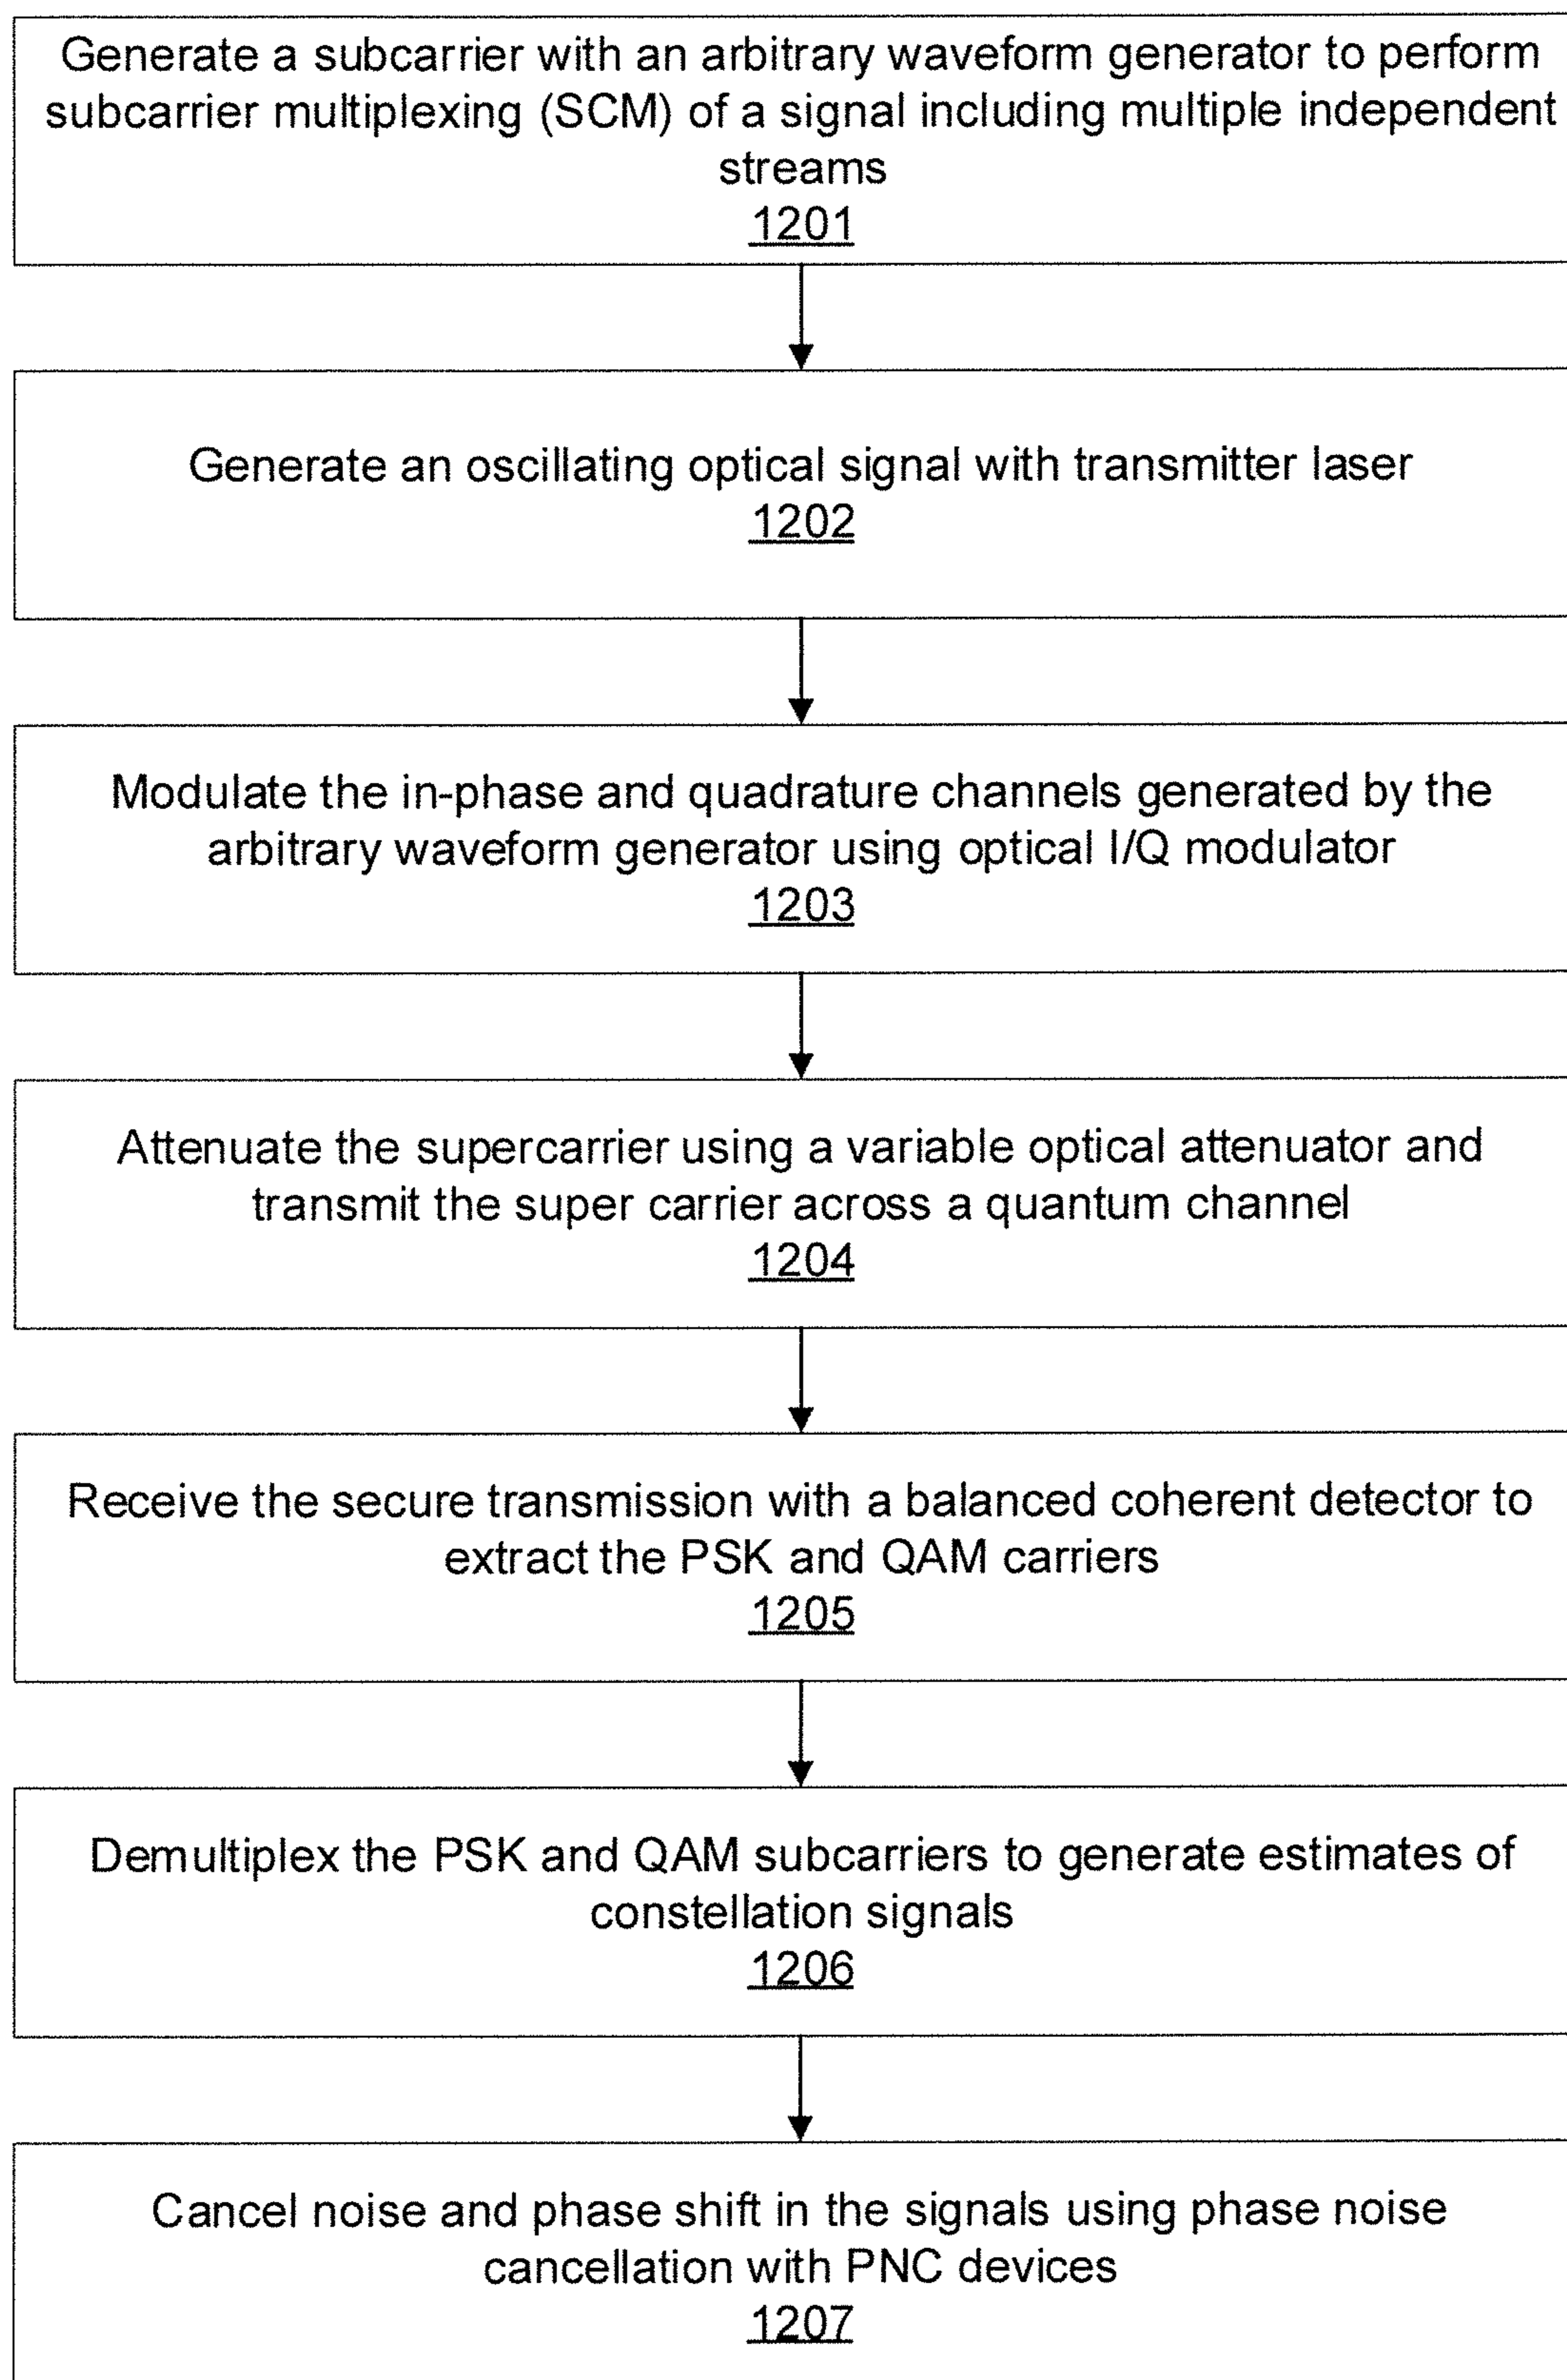 Generate a subcarrier with an arbitrary waveform generator to perform
subcarrier multiplexing (SCM) of a signal including multiple independent
streams
1201
Generate an oscillating optical signal with transmitter laser
1202
Modulate the in-phase and quadrature channels generated by the
arbitrary waveform generator using optical I/Q modulator
1203
Attenuate the supercarrier using a variable optical attenuator and
transmit the super carrier across a quantum channel
1204
Receive the secure transmission with a balanced coherent detector to
extract the PSK and QAM carriers
1205
Demultiplex the PSK and QAM subcarriers to generate estimates of
constellation signals
1206
Cancel noise and phase shift in the signals using phase noise
cancellation with PNC devices
1207